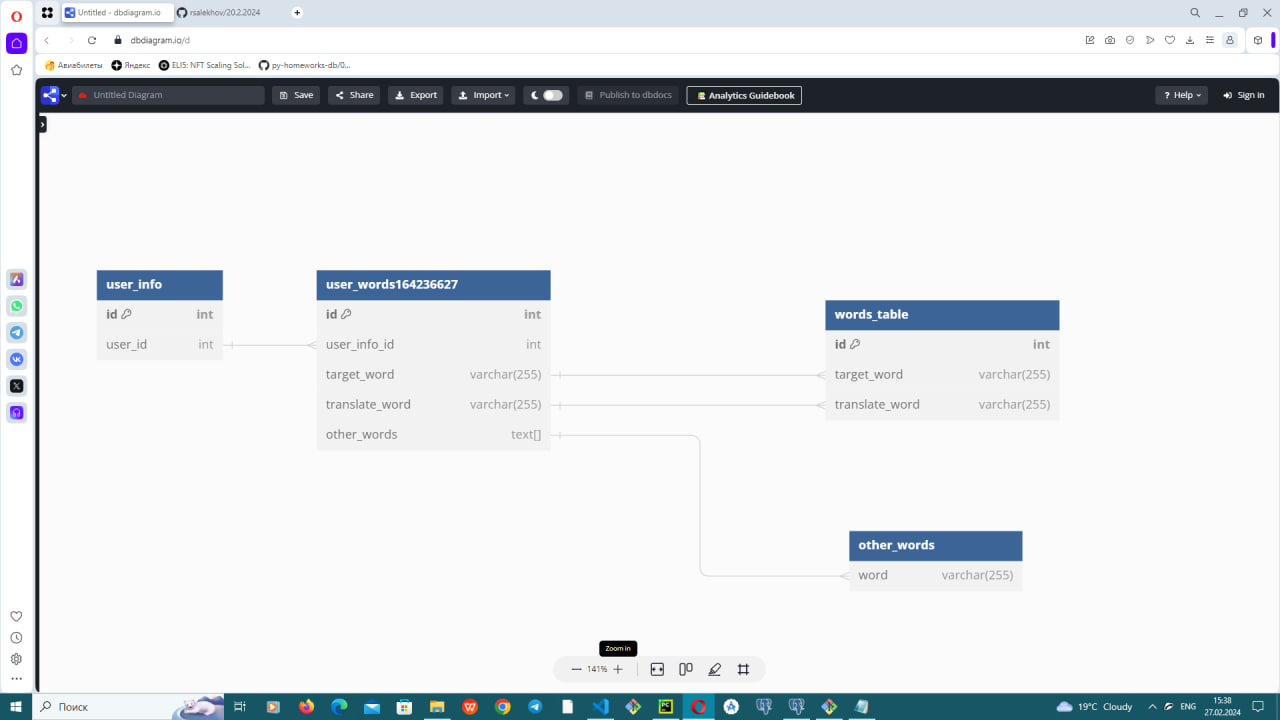 Untitled - dbdiagram.io
rsalekhov/20.2.2024
dbdiagram.io/d
Авиабилеты
Яндекс
ELI5: NFT Scaling Sol...
py-homeworks-db/0...
Untitled Diagram
Save
Share
Export
Import
Publish to dbdocs
Analytics Guidebook
? Help
Sign in
user_info
id int
user_id int
user_words164236627
id int
user_info_id int
target_word varchar(255)
translate_word varchar(255)
other_words text[]
words_table
id int
target_word varchar(255)
translate_word varchar(255)
other_words
word varchar(255)
Zoom in
141%
Поиск
19°C Cloudy
ENG
15:38
27.02.2024